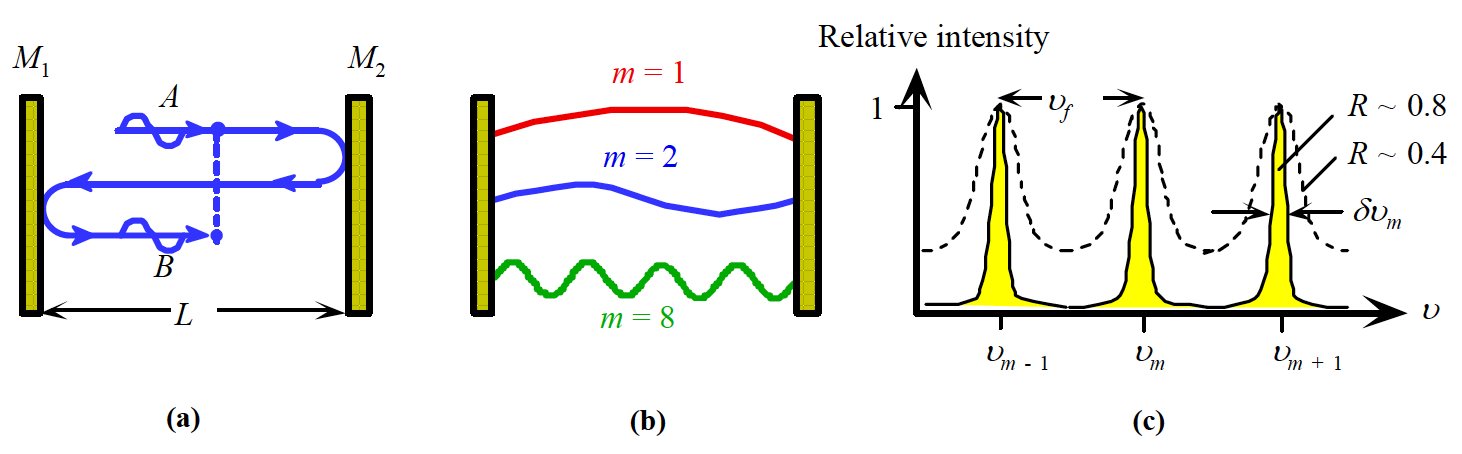 M1
M2
A
B
L
(a)
m = 1
m = 2
m = 8
(b)
Relative intensity
1
υf
R ~ 0.8
R ~ 0.4
δυm
υ
υm - 1
υm
υm + 1
(c)